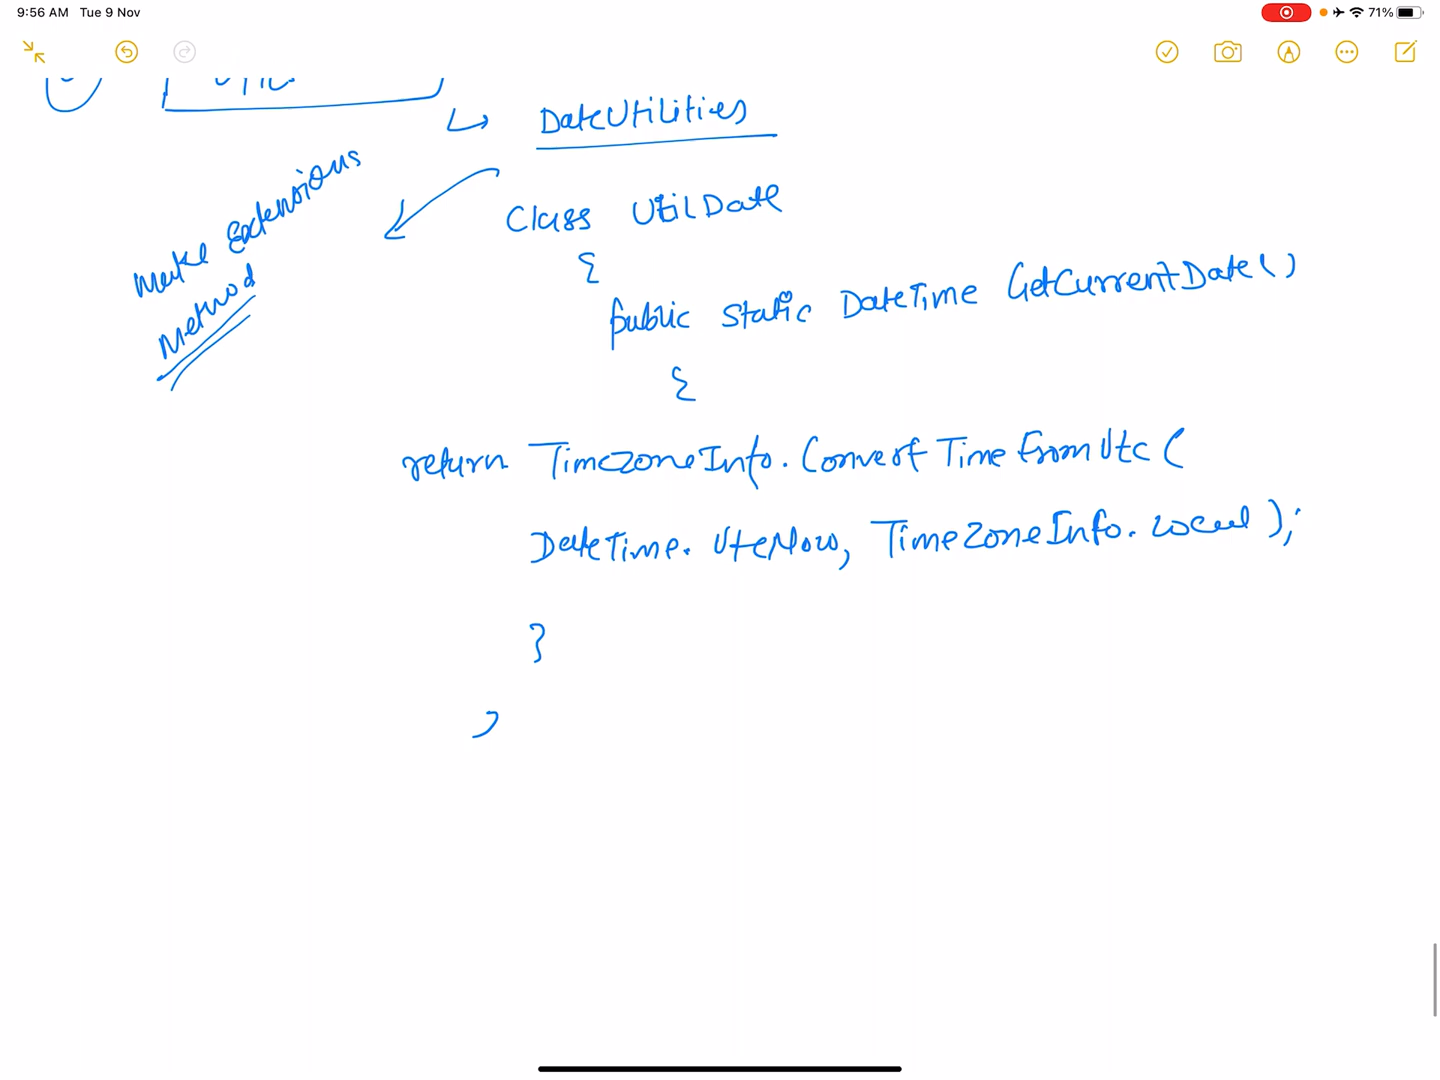 9:56 AM Tue 9 Nov
71%
DateUtilities
Make Extensions
Method
Class UtilDate
{
public static DateTime GetCurrentDate()
{
return TimeZoneInfo.ConvertTimeFromUtc(
DateTime.UtcNow, TimeZoneInfo.Local);
}
}